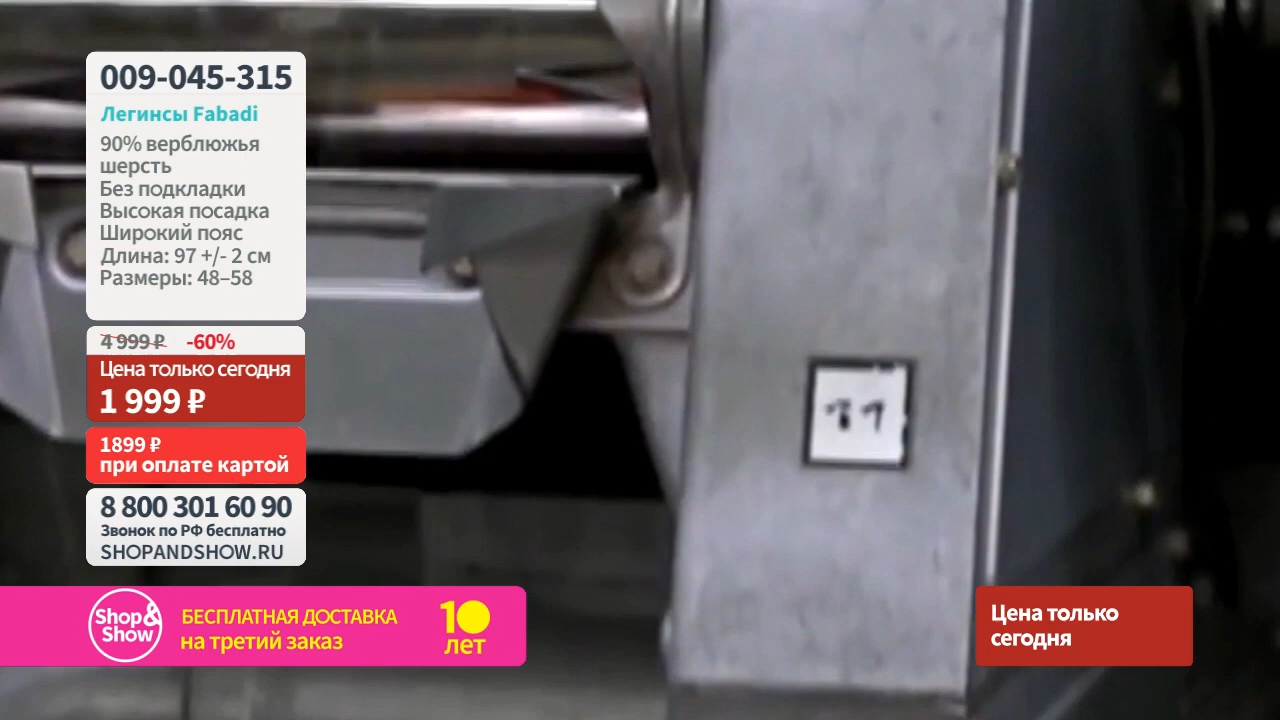 009-045-315
Легинсы Fabadi
90% верблюжья
шерсть
Без подкладки
Высокая посадка
Широкий пояс
Длина: 97 +/- 2 см
Размеры: 48–58
4 999 ₽ -60%
Цена только сегодня
1 999 ₽
1899 ₽
при оплате картой
8 800 301 60 90
Звонок по РФ бесплатно
SHOPANDSHOW.RU
Shop&
Show
БЕСПЛАТНАЯ ДОСТАВКА
на третий заказ
10
лет
Цена только
сегодня